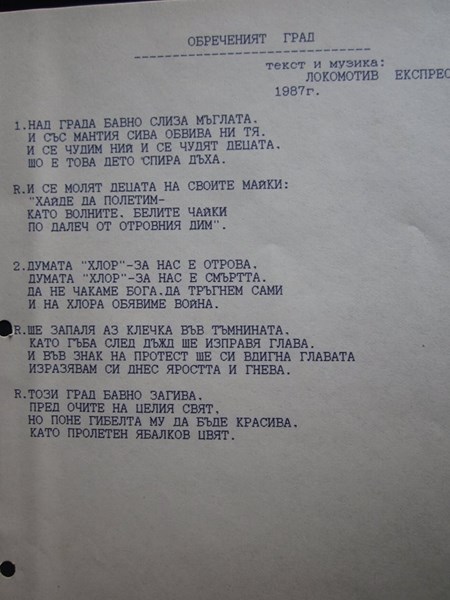 ОБРЕЧЕНИЯТ ГРАД
------------------------------
текст и музика:
ЛОКОМОТИВ ЕКСПРЕС
1987г.
1.НАД ГРАДА БАВНО СЛИЗА МЪГЛАТА.
И СЪС МАНТИЯ СИВА ОБВИВА НИ ТЯ.
И СЕ ЧУДИМ НИЙ И СЕ ЧУДЯТ ДЕЦАТА.
ШО Е ТОВА ДЕТО СПИРА ДЪХА.
R.И СЕ МОЛЯТ ДЕЦАТА НА СВОИТЕ МАЙКИ:
"ХАЙДЕ ДА ПОЛЕТИМ-
КАТО ВОЛНИТЕ. БЕЛИТЕ ЧАЙКИ
ПО ДАЛЕЧ ОТ ОТРОВНИЯ ДИМ".
2.ДУМАТА "ХЛОР"-ЗА НАС Е ОТРОВА.
ДУМАТА "ХЛОР"-ЗА НАС Е СМЪРТТА.
ДА НЕ ЧАКАМЕ БОГА.ДА ТРЪГНЕМ САМИ
И НА ХЛОРА ОБЯВИМЕ ВОЙНА.
R.ШЕ ЗАПАЛЯ АЗ КЛЕЧКА ВЪВ ТЪМНИНАТА.
КАТО ГЪБА СЛЕД ДЪЖД ШЕ ИЗПРАВЯ ГЛАВА.
И ВЪВ ЗНАК НА ПРОТЕСТ ШЕ СИ ВДИГНА ГЛАВАТА
ИЗРАЗЯВАМ СИ ДНЕС ЯРОСТТА И ГНЕВА.
R.ТОЗИ ГРАД БАВНО ЗАГИВА.
ПРЕД ОЧИТЕ НА ЦЕЛИЯ СВЯТ.
НО ПОНЕ ГИБЕЛТА МУ ДА БЪДЕ КРАСИВА.
КАТО ПРОЛЕТЕН ЯБАЛКОВ ЦВЯТ.